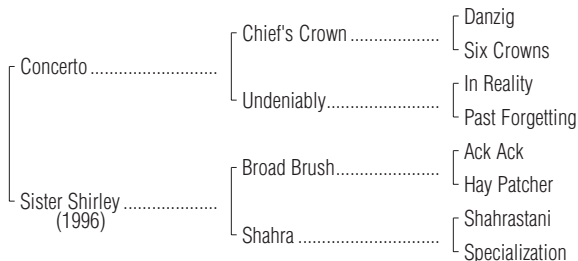 Danzig
Chief's Crown ..................
Six Crowns
Concerto .........................
In Reality
Undeniably.......................
Past Forgetting
Ack Ack
Broad Brush....................
Hay Patcher
Sister Shirley ..................
(1996)
Shahrastani
Shahra ............................
Specialization